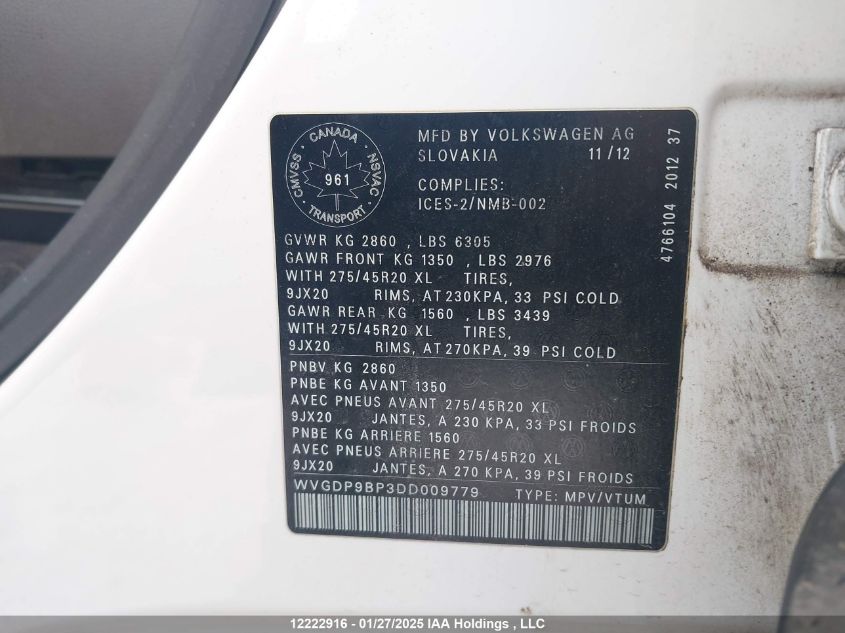 CANADA
CMVSS
NSVAC
961
TRANSPORT
MFD BY VOLKSWAGEN AG
SLOVAKIA 11/12
COMPLIES:
ICES-2/NMB-002
4766104 2012 37
GVWR KG 2860 , LBS 6305
GAWR FRONT KG 1350 , LBS 2976
WITH 275/45R20 XL TIRES,
9JX20 RIMS, AT 230KPA, 33 PSI COLD
GAWR REAR KG 1560 , LBS 3439
WITH 275/45R20 XL TIRES,
9JX20 RIMS, AT 270KPA, 39 PSI COLD
PNBV KG 2860
PNBE KG AVANT 1350
AVEC PNEUS AVANT 275/45R20 XL
9JX20 JANTES, A 230 KPA, 33 PSI FROIDS
PNBE KG ARRIERE 1560
AVEC PNEUS ARRIERE 275/45R20 XL
9JX20 JANTES, A 270 KPA, 39 PSI FROIDS
WVGDP9BP3DD009779 TYPE: MPV/VTUM
12222916 - 01/27/2025 IAA Holdings , LLC